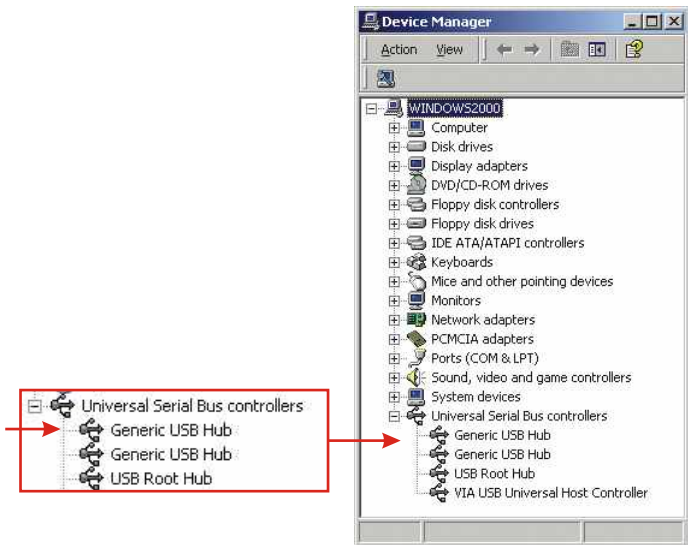 Device Manager
Action View
WINDOWS2000
Computer
Disk drives
Display adapters
DVD/CD-ROM drives
Floppy disk controllers
Floppy disk drives
IDE ATA/ATAPI controllers
Keyboards
Mice and other pointing devices
Monitors
Network adapters
PCMCIA adapters
Ports (COM & LPT)
Sound, video and game controllers
System devices
Universal Serial Bus controllers
Generic USB Hub
Generic USB Hub
USB Root Hub
VIA USB Universal Host Controller
Universal Serial Bus controllers
Generic USB Hub
Generic USB Hub
USB Root Hub